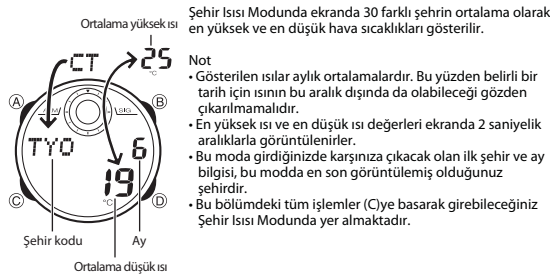 Ortalama yüksek ısı
25
°C
CT
A
B
ALM
SIG
TYO
6
19
°C
C
D
Şehir kodu
Ay
Ortalama düşük ısı
Şehir Isısı Modunda ekranda 30 farklı şehrin ortalama olarak
en yüksek ve en düşük hava sıcaklıkları gösterilir.
Not
• Gösterilen ısılar aylık ortalamalardır. Bu yüzden belirli bir
tarih için ısının bu aralık dışında da olabileceği gözden
çıkarılmamalıdır.
• En yüksek ısı ve en düşük ısı değerleri ekranda 2 saniyelik
aralıklarla görüntülenirler.
• Bu moda girdiğinizde karşınıza çıkacak olan ilk şehir ve ay
bilgisi, bu modda en son görüntülemiş olduğunuz
şehirdir.
• Bu bölümdeki tüm işlemler (C)ye basarak girebileceğiniz
Şehir Isısı Modunda yer almaktadır.